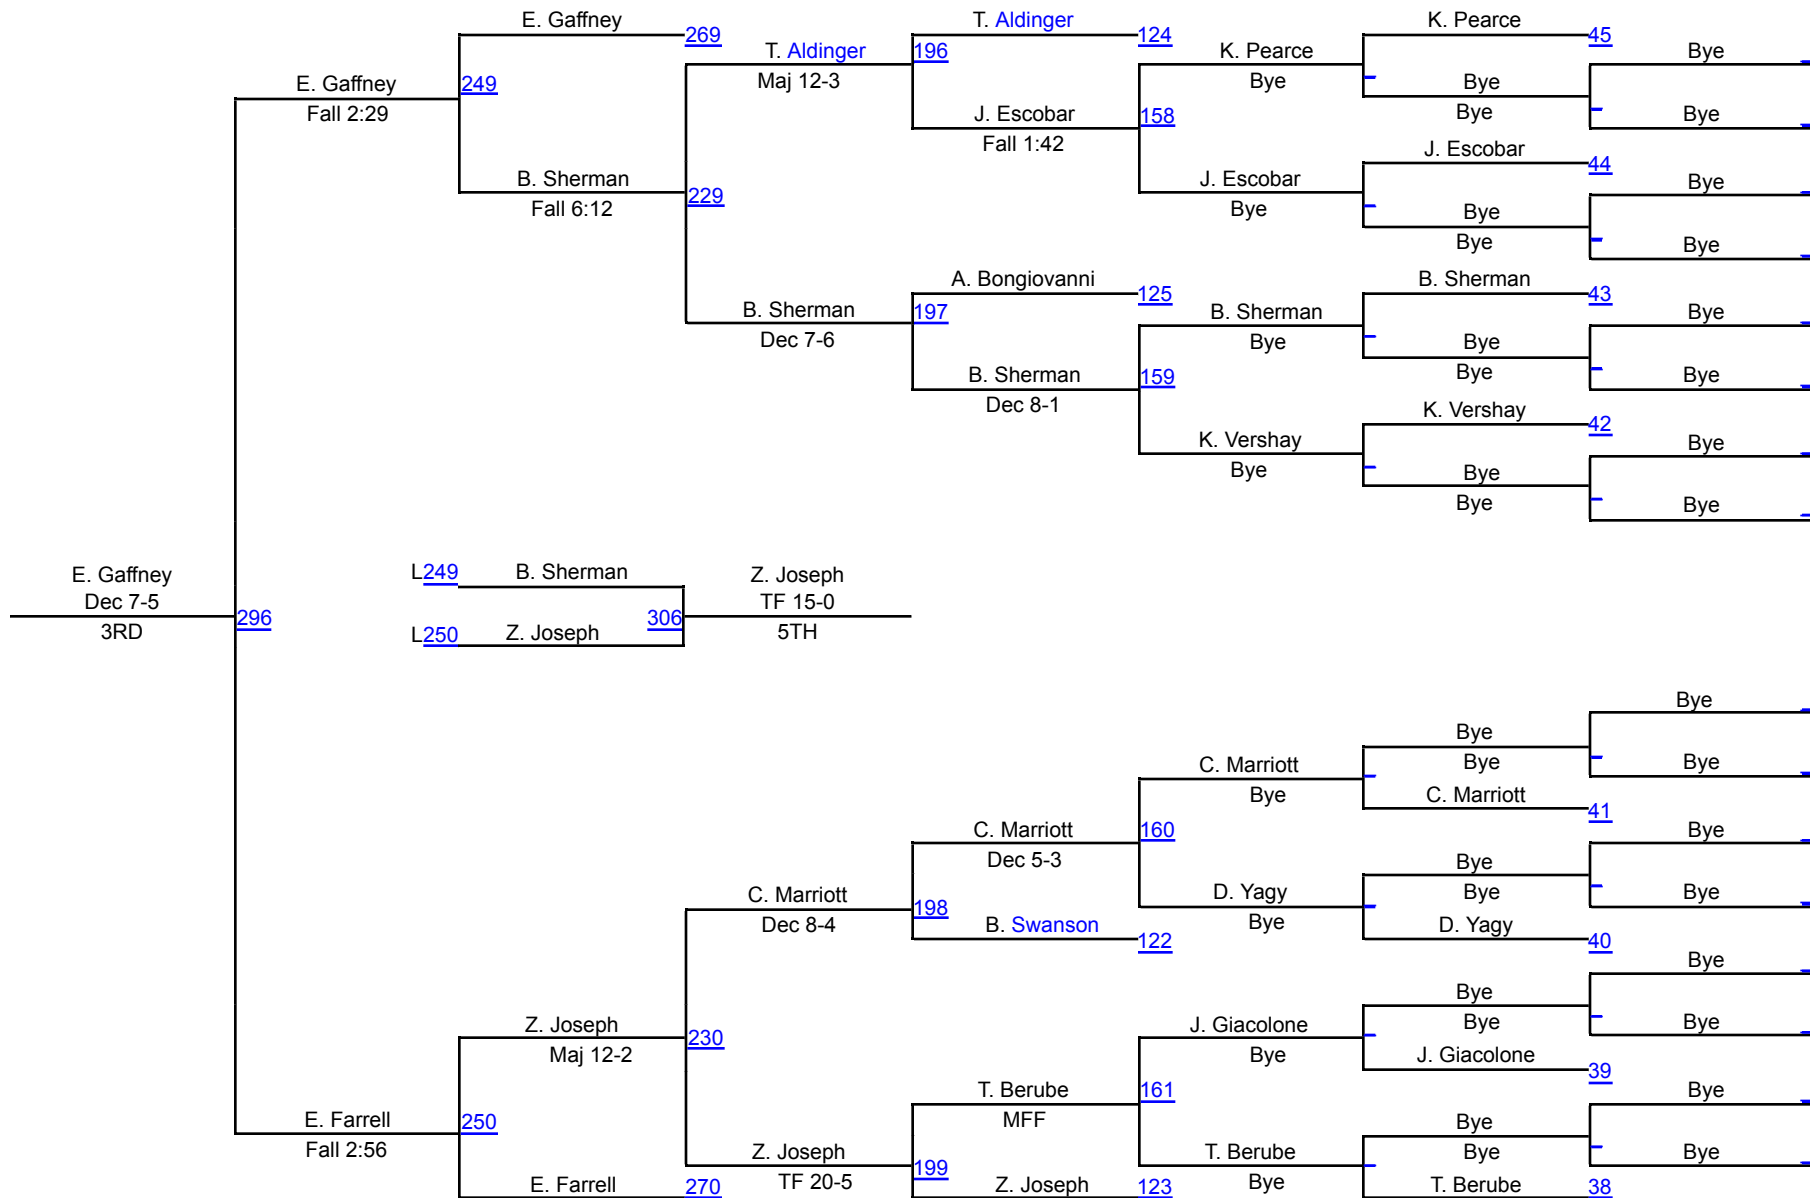 E. Gaffney
269
T. Aldinger
124
K. Pearce
45
Bye
T. Aldinger
196
K. Pearce
E. Gaffney
249
Maj 12-3
Bye
Bye
Fall 2:29
J. Escobar
158
Bye
Bye
Fall 1:42
J. Escobar
44
B. Sherman
229
J. Escobar
Bye
Fall 6:12
Bye
Bye
Bye
Bye
A. Bongiovanni
125
B. Sherman
43
B. Sherman
197
B. Sherman
Bye
Dec 7-6
Bye
Bye
B. Sherman
159
Bye
Bye
Dec 8-1
K. Vershay
42
K. Vershay
Bye
Bye
Bye
Bye
Bye
E. Gaffney
Dec 7-5
296
3RD
L249
B. Sherman
Z. Joseph
306
TF 15-0
L250
Z. Joseph
5TH
Bye
Bye
C. Marriott
Bye
Bye
Bye
C. Marriott
41
C. Marriott
160
Bye
Dec 5-3
Bye
C. Marriott
198
D. Yagy
Bye
Bye
Dec 8-4
B. Swanson
122
Bye
D. Yagy
40
Bye
Bye
Z. Joseph
230
J. Giacolone
Bye
Bye
Maj 12-2
Bye
J. Giacolone
39
T. Berube
161
Bye
E. Farrell
250
MFF
Bye
Fall 2:56
Z. Joseph
199
T. Berube
Bye
Bye
E. Farrell
270
TF 20-5
Z. Joseph
123
Bye
T. Berube
38